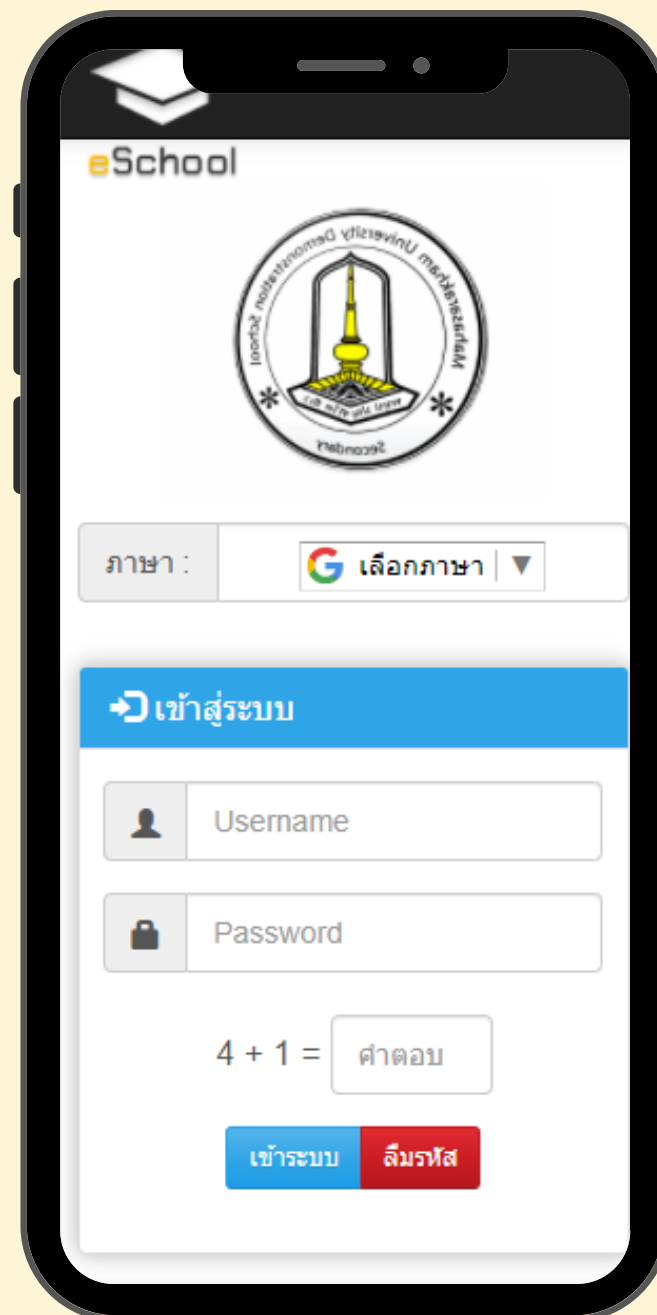 eSchool
Mahasarakham University Demonstration School
Secondary
ภาษา :
เลือกภาษา
เข้าสู่ระบบ
Username
Password
4 + 1 =
คำตอบ
เข้าระบบ
ลืมรหัส